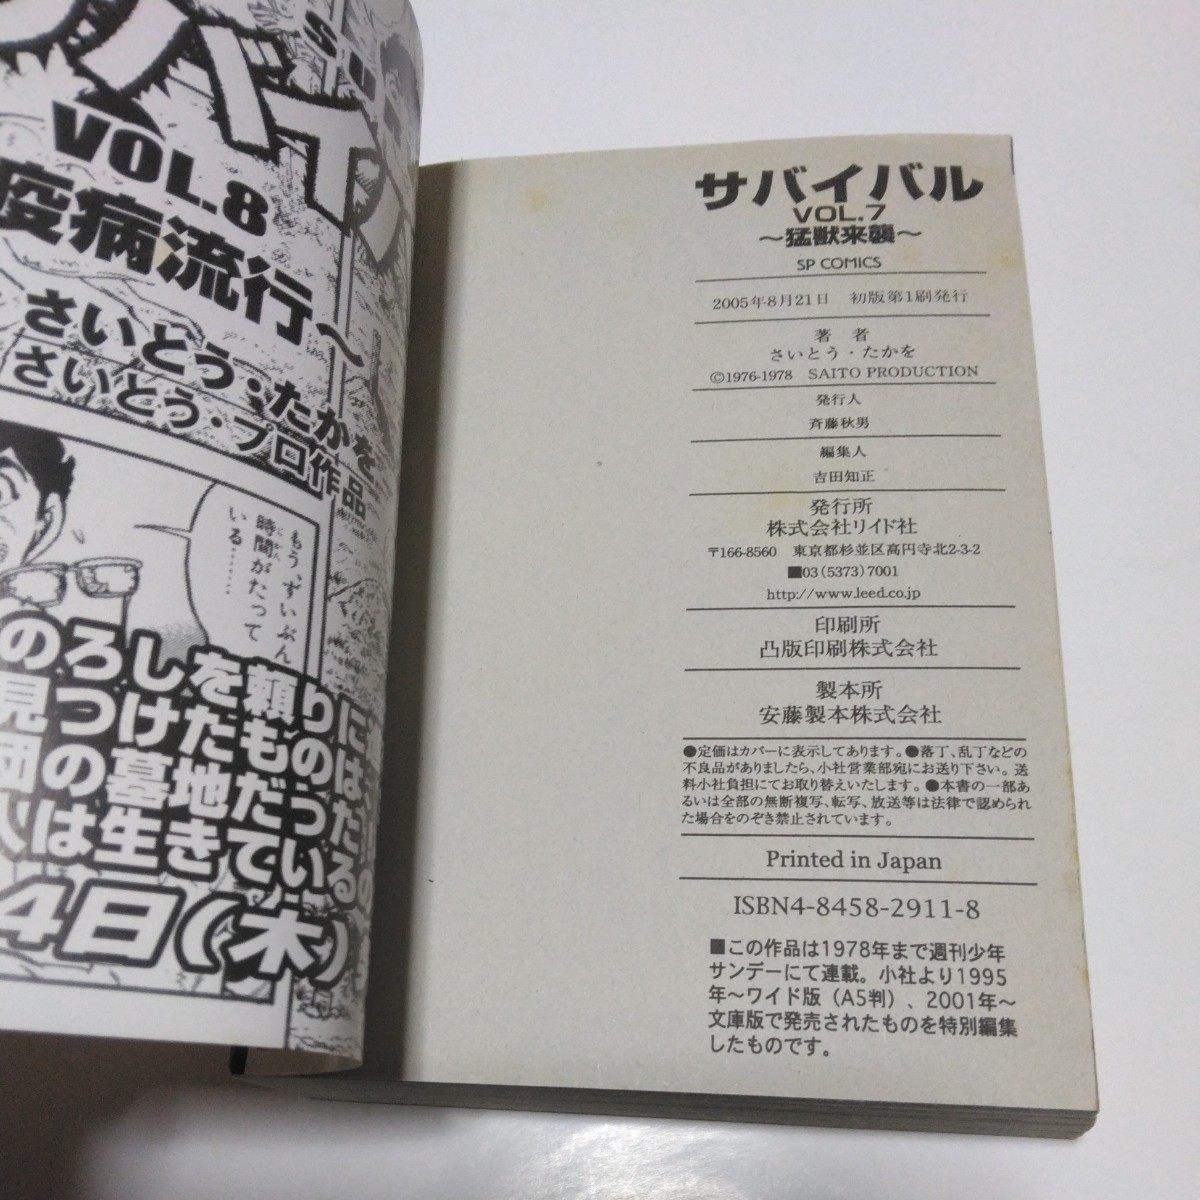 バイバ
SU
VOL.8
疫病流行〜
さいとう・たかを
さいとう・プロ作品
もう、ずいぶん
時間がたって
いる………
のろしを頼りに
見つけたものは、
の墓地だった
人は生きている
4日(木)
サバイバル
VOL.7
〜猛獣来襲〜
SP COMICS
2005年8月21日 初版第1刷発行
著 者
さいとう・たかを
©1976-1978 SAITO PRODUCTION
発行人
斉藤秋男
編集人
吉田知正
発行所
株式会社リイド社
〒166-8560 東京都杉並区高円寺北2-3-2
■03(5373)7001
http://www.leed.co.jp
印刷所
凸版印刷株式会社
製本所
安藤製本株式会社
●定価はカバーに表示してあります。●落丁、乱丁などの
不良品がありましたら、小社営業部宛にお送り下さい。送
料小社負担にてお取り替えいたします。●本書の一部あ
るいは全部の無断複写、転写、放送等は法律で認められ
た場合をのぞき禁止されています。
Printed in Japan
ISBN4-8458-2911-8
■この作品は1978年まで週刊少年
サンデーにて連載。小社より1995
年〜ワイド版（A5判）、2001年〜
文庫版で発売されたものを特別編集
したものです。